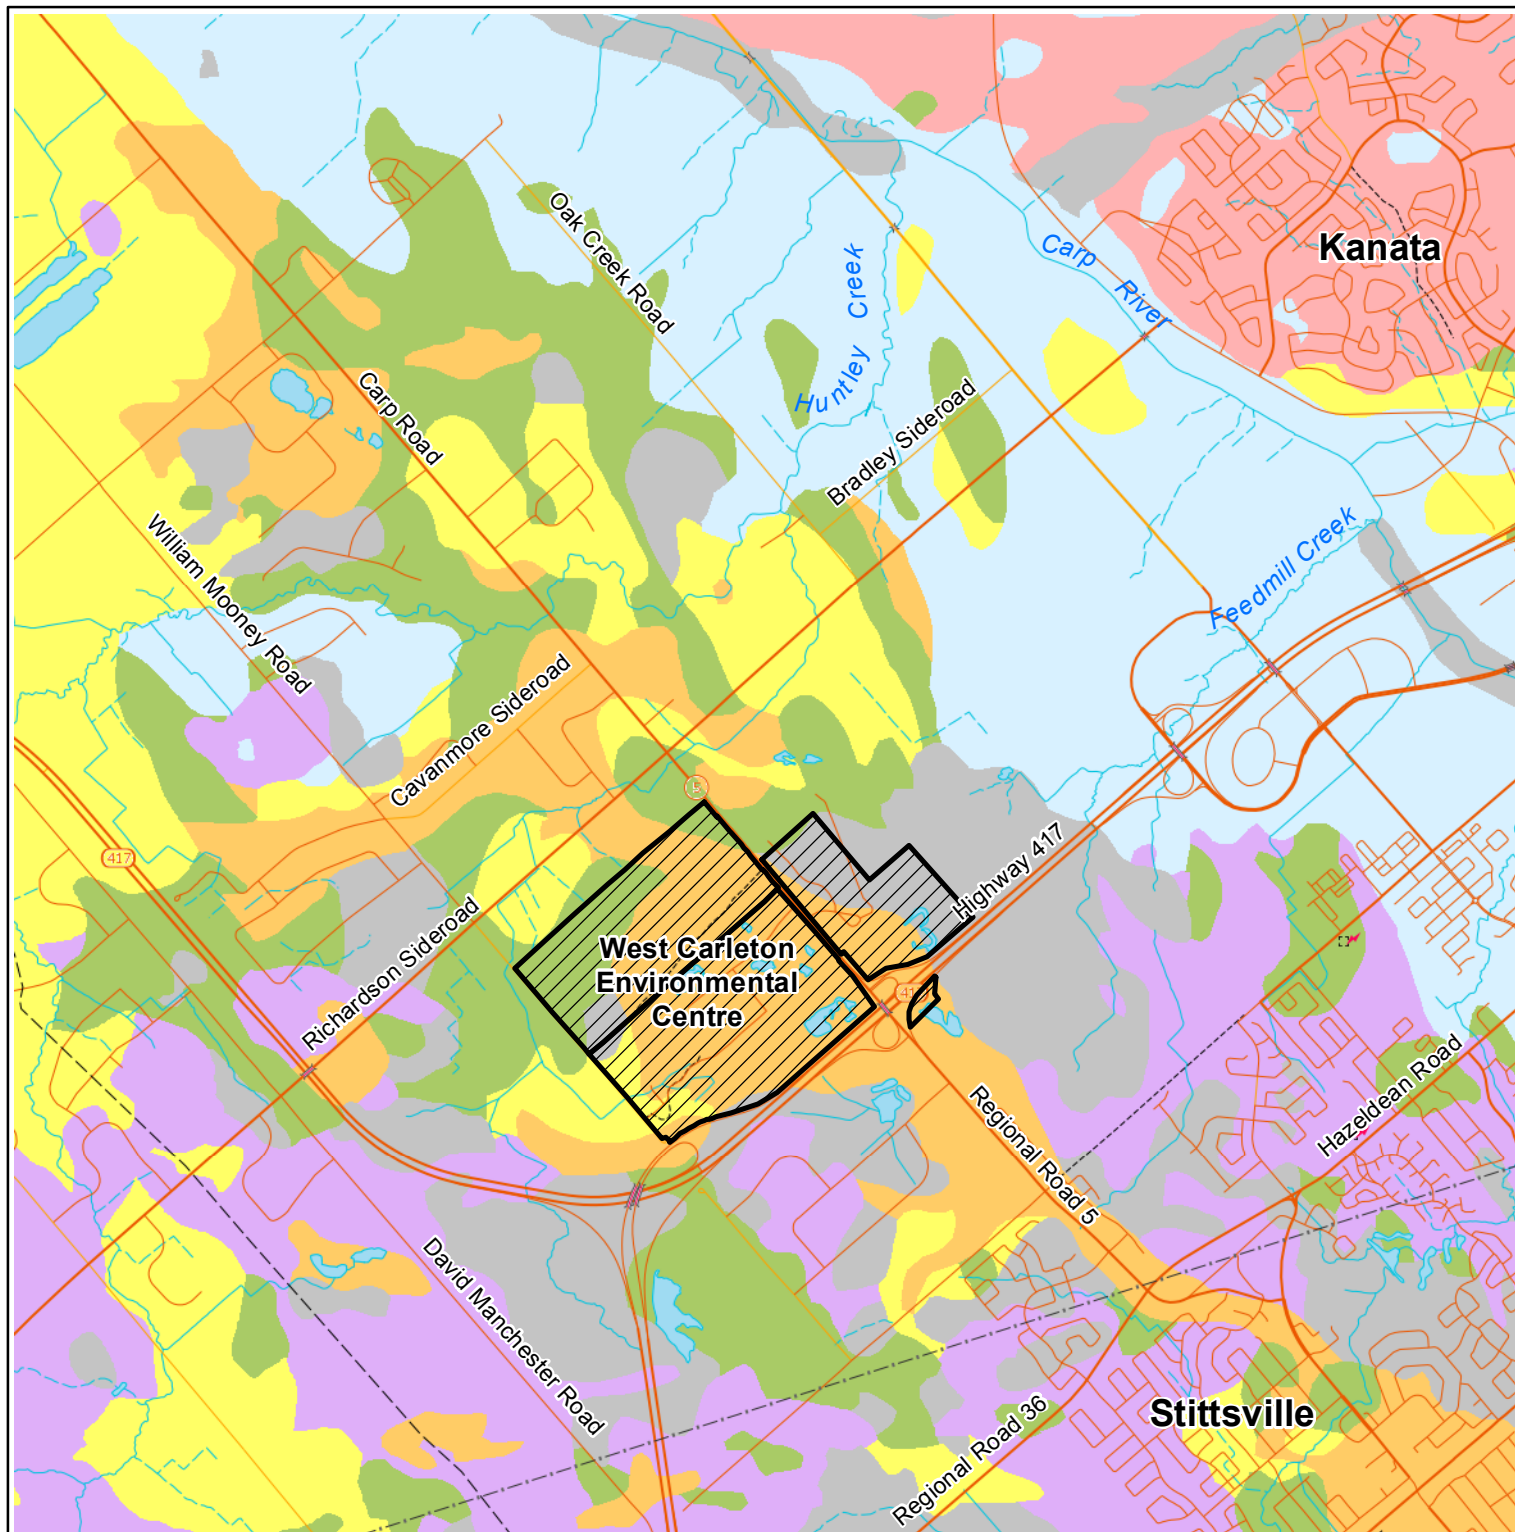 Kanata
Carp River
Oak Creek Road
Huntley Creek
Carp Road
Bradley Sideroad
William Mooney Road
Feedmill Creek
Cavanmore Sideroad
5
417
Highway 417
Richardson Sideroad
West Carleton
Environmental
Centre
Regional Road 5
Hazeldean Road
David Manchester Road
Stittsville
Regional Road 36